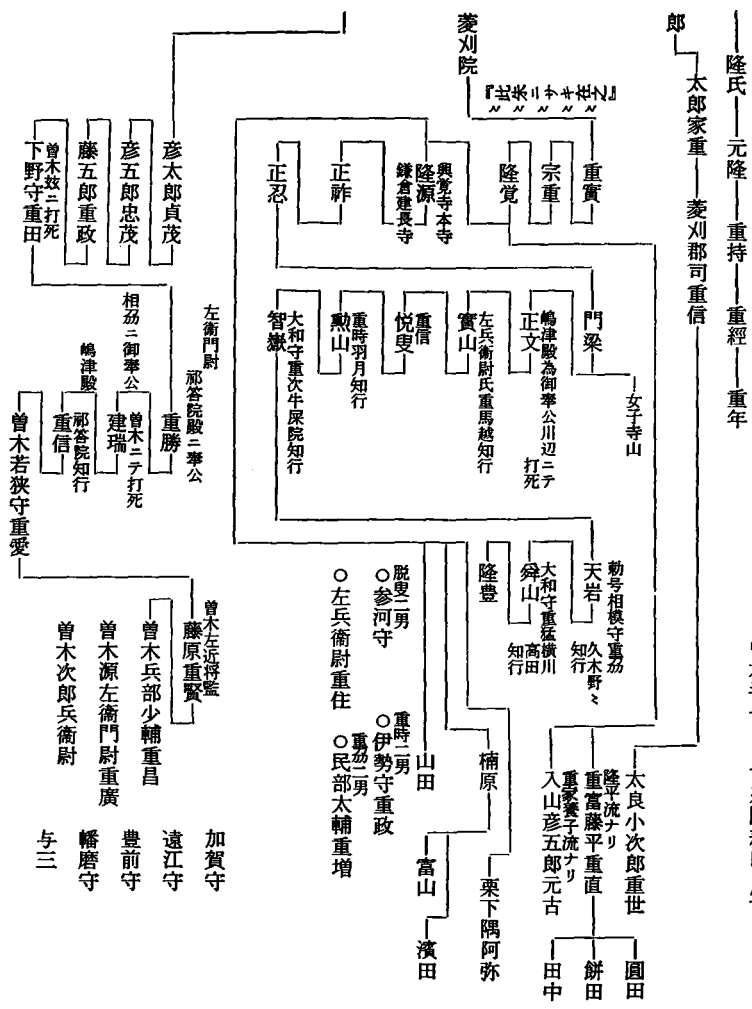 隆氏―元隆―重持―重經―重年
郎
太郎家重―菱刈郡司重信
菱刈院
『此朱ニサキ在之』
重實
宗重
隆覚
興覚寺本寺
隆源
鎌倉建長寺
正祚
正忍
女子寺山
門梁
嶋津殿為御奉公川辺ニテ打死
正文
左兵衞尉氏重馬越知行
實山
重信
悦叟
重時羽月知行
勲山
大和守重次牛屎院知行
智嶽
勅号相模守重苅
久木野〻知行
天岩
大和守重猛横川
高田知行
舜山
隆豊
太良小次郎重世
隆平流ナリ
重富藤平重直
重家養子流ナリ
入山彦五郎元古
圓田
餅田
田中
楠原
栗下隅阿弥
山田
富山
濱田
脱叟二男
○参河守
○左兵衞尉重住
重時二男
○伊勢守重政
重苅二男
○民部太輔重増
彦太郎貞茂
彦五郎忠茂
藤五郎重政
曽木攻ニ打死
下野守重田
左衞門尉
祁答院殿ニ奉公
重勝
相苅ニ御奉公
曽木ニテ打死
建瑞
嶋津殿
祁答院知行
重信
曽木若狭守重愛
曽木左近将監
藤原重賢
曽木兵部少輔重昌
曽木源左衞門尉重廣
曽木次郎兵衞尉
加賀守
遠江守
豊前守
幡磨守
与三